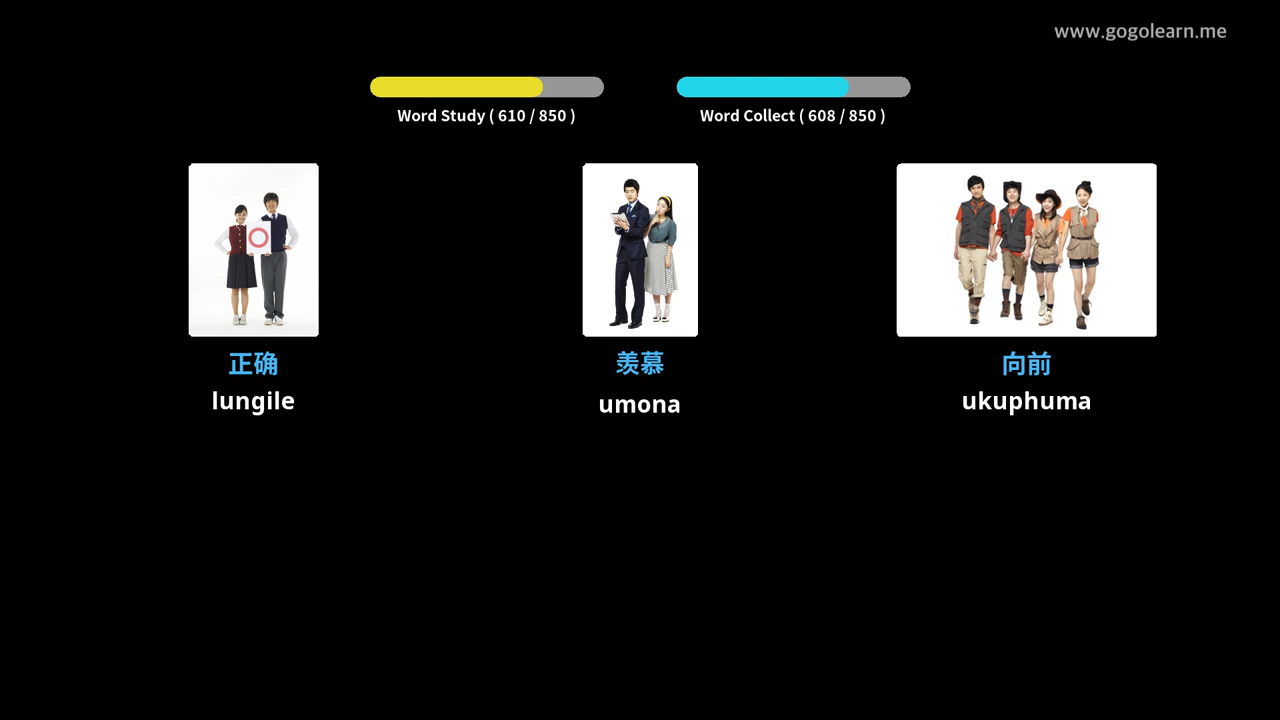 www.gogolearn.me
Word Study ( 610 / 850 )
Word Collect ( 608 / 850 )
正确
羡慕
向前
lungile
umona
ukuphuma